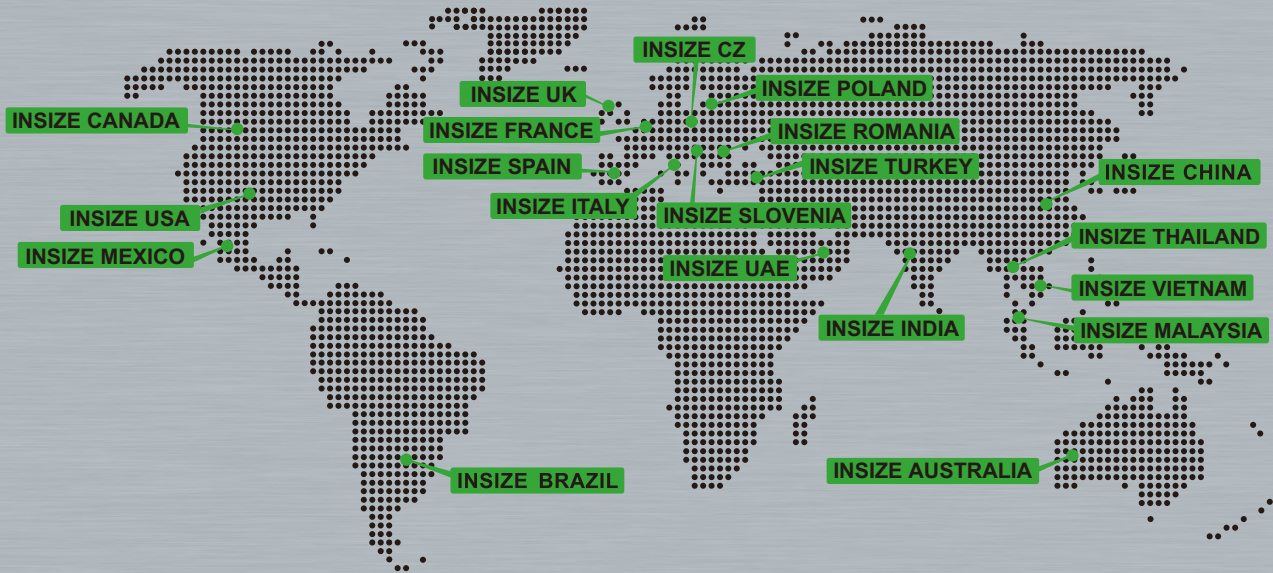 INSIZE CZ
INSIZE UK
INSIZE POLAND
INSIZE CANADA
INSIZE FRANCE
INSIZE ROMANIA
INSIZE SPAIN
INSIZE TURKEY
INSIZE CHINA
INSIZE USA
INSIZE ITALY
INSIZE SLOVENIA
INSIZE MEXICO
INSIZE UAE
INSIZE THAILAND
INSIZE VIETNAM
INSIZE INDIA
INSIZE MALAYSIA
INSIZE BRAZIL
INSIZE AUSTRALIA